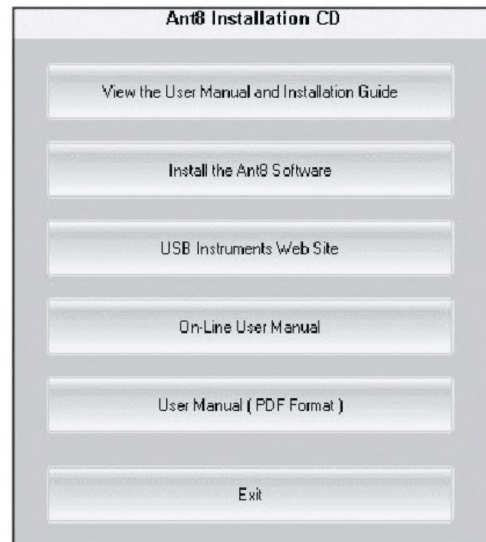 Ant8 Installation CD
View the User Manual and Installation Guide
Install the Ant8 Software
USB Instruments Web Site
On-Line User Manual
User Manual ( PDF Format )
Exit